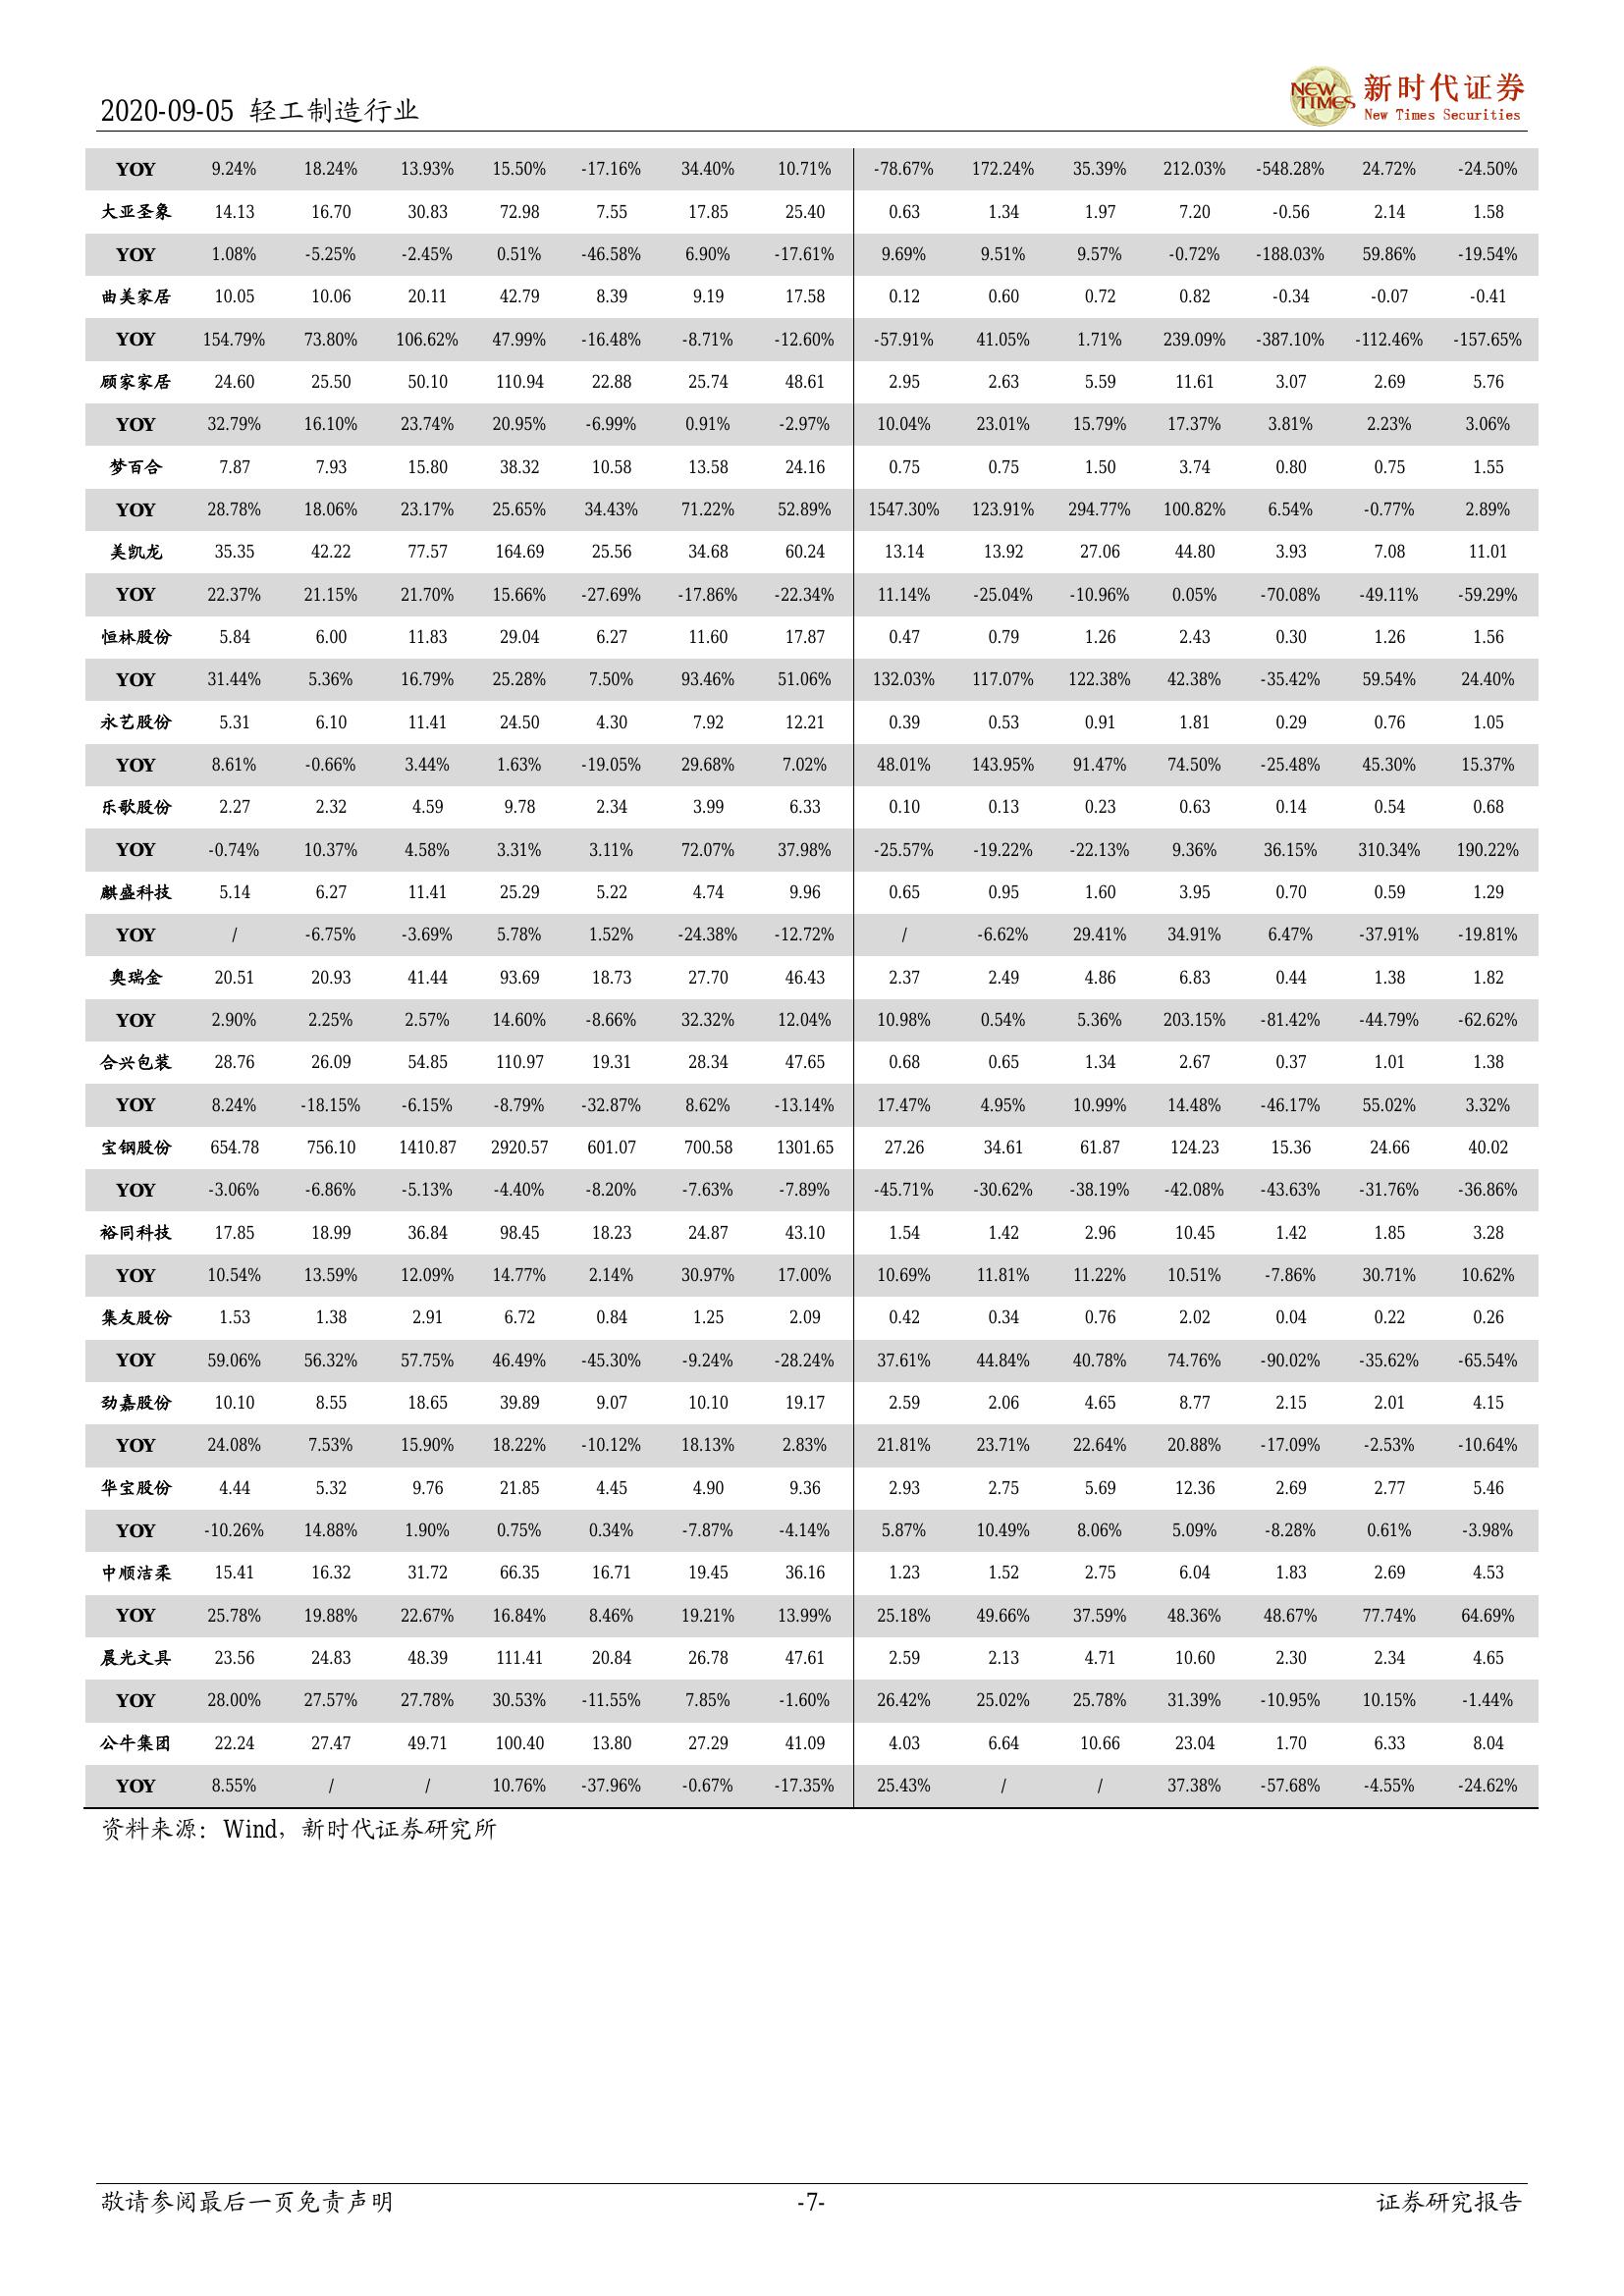 2020-09-05 轻工制造行业
NEW TIMES 新时代证券
New Times Securities
YOY 9.24% 18.24% 13.93% 15.50% -17.16% 34.40% 10.71% -78.67% 172.24% 35.39% 212.03% -548.28% 24.72% -24.50%
大亚圣象 14.13 16.70 30.83 72.98 7.55 17.85 25.40 0.63 1.34 1.97 7.20 -0.56 2.14 1.58
YOY 1.08% -5.25% -2.45% 0.51% -46.58% 6.90% -17.61% 9.69% 9.51% 9.57% -0.72% -188.03% 59.86% -19.54%
曲美家居 10.05 10.06 20.11 42.79 8.39 9.19 17.58 0.12 0.60 0.72 0.82 -0.34 -0.07 -0.41
YOY 154.79% 73.80% 106.62% 47.99% -16.48% -8.71% -12.60% -57.91% 41.05% 1.71% 239.09% -387.10% -112.46% -157.65%
顾家家居 24.60 25.50 50.10 110.94 22.88 25.74 48.61 2.95 2.63 5.59 11.61 3.07 2.69 5.76
YOY 32.79% 16.10% 23.74% 20.95% -6.99% 0.91% -2.97% 10.04% 23.01% 15.79% 17.37% 3.81% 2.23% 3.06%
梦百合 7.87 7.93 15.80 38.32 10.58 13.58 24.16 0.75 0.75 1.50 3.74 0.80 0.75 1.55
YOY 28.78% 18.06% 23.17% 25.65% 34.43% 71.22% 52.89% 1547.30% 123.91% 294.77% 100.82% 6.54% -0.77% 2.89%
美凯龙 35.35 42.22 77.57 164.69 25.56 34.68 60.24 13.14 13.92 27.06 44.80 3.93 7.08 11.01
YOY 22.37% 21.15% 21.70% 15.66% -27.69% -17.86% -22.34% 11.14% -25.04% -10.96% 0.05% -70.08% -49.11% -59.29%
恒林股份 5.84 6.00 11.83 29.04 6.27 11.60 17.87 0.47 0.79 1.26 2.43 0.30 1.26 1.56
YOY 31.44% 5.36% 16.79% 25.28% 7.50% 93.46% 51.06% 132.03% 117.07% 122.38% 42.38% -35.42% 59.54% 24.40%
永艺股份 5.31 6.10 11.41 24.50 4.30 7.92 12.21 0.39 0.53 0.91 1.81 0.29 0.76 1.05
YOY 8.61% -0.66% 3.44% 1.63% -19.05% 29.68% 7.02% 48.01% 143.95% 91.47% 74.50% -25.48% 45.30% 15.37%
乐歌股份 2.27 2.32 4.59 9.78 2.34 3.99 6.33 0.10 0.13 0.23 0.63 0.14 0.54 0.68
YOY -0.74% 10.37% 4.58% 3.31% 3.11% 72.07% 37.98% -25.57% -19.22% -22.13% 9.36% 36.15% 310.34% 190.22%
麒盛科技 5.14 6.27 11.41 25.29 5.22 4.74 9.96 0.65 0.95 1.60 3.95 0.70 0.59 1.29
YOY / -6.75% -3.69% 5.78% 1.52% -24.38% -12.72% / -6.62% 29.41% 34.91% 6.47% -37.91% -19.81%
奥瑞金 20.51 20.93 41.44 93.69 18.73 27.70 46.43 2.37 2.49 4.86 6.83 0.44 1.38 1.82
YOY 2.90% 2.25% 2.57% 14.60% -8.66% 32.32% 12.04% 10.98% 0.54% 5.36% 203.15% -81.42% -44.79% -62.62%
合兴包装 28.76 26.09 54.85 110.97 19.31 28.34 47.65 0.68 0.65 1.34 2.67 0.37 1.01 1.38
YOY 8.24% -18.15% -6.15% -8.79% -32.87% 8.62% -13.14% 17.47% 4.95% 10.99% 14.48% -46.17% 55.02% 3.32%
宝钢股份 654.78 756.10 1410.87 2920.57 601.07 700.58 1301.65 27.26 34.61 61.87 124.23 15.36 24.66 40.02
YOY -3.06% -6.86% -5.13% -4.40% -8.20% -7.63% -7.89% -45.71% -30.62% -38.19% -42.08% -43.63% -31.76% -36.86%
裕同科技 17.85 18.99 36.84 98.45 18.23 24.87 43.10 1.54 1.42 2.96 10.45 1.42 1.85 3.28
YOY 10.54% 13.59% 12.09% 14.77% 2.14% 30.97% 17.00% 10.69% 11.81% 11.22% 10.51% -7.86% 30.71% 10.62%
集友股份 1.53 1.38 2.91 6.72 0.84 1.25 2.09 0.42 0.34 0.76 2.02 0.04 0.22 0.26
YOY 59.06% 56.32% 57.75% 46.49% -45.30% -9.24% -28.24% 37.61% 44.84% 40.78% 74.76% -90.02% -35.62% -65.54%
劲嘉股份 10.10 8.55 18.65 39.89 9.07 10.10 19.17 2.59 2.06 4.65 8.77 2.15 2.01 4.15
YOY 24.08% 7.53% 15.90% 18.22% -10.12% 18.13% 2.83% 21.81% 23.71% 22.64% 20.88% -17.09% -2.53% -10.64%
华宝股份 4.44 5.32 9.76 21.85 4.45 4.90 9.36 2.93 2.75 5.69 12.36 2.69 2.77 5.46
YOY -10.26% 14.88% 1.90% 0.75% 0.34% -7.87% -4.14% 5.87% 10.49% 8.06% 5.09% -8.28% 0.61% -3.98%
中顺洁柔 15.41 16.32 31.72 66.35 16.71 19.45 36.16 1.23 1.52 2.75 6.04 1.83 2.69 4.53
YOY 25.78% 19.88% 22.67% 16.84% 8.46% 19.21% 13.99% 25.18% 49.66% 37.59% 48.36% 48.67% 77.74% 64.69%
晨光文具 23.56 24.83 48.39 111.41 20.84 26.78 47.61 2.59 2.13 4.71 10.60 2.30 2.34 4.65
YOY 28.00% 27.57% 27.78% 30.53% -11.55% 7.85% -1.60% 26.42% 25.02% 25.78% 31.39% -10.95% 10.15% -1.44%
公牛集团 22.24 27.47 49.71 100.40 13.80 27.29 41.09 4.03 6.64 10.66 23.04 1.70 6.33 8.04
YOY 8.55% / / 10.76% -37.96% -0.67% -17.35% 25.43% / / 37.38% -57.68% -4.55% -24.62%
资料来源：Wind，新时代证券研究所
敬请参阅最后一页免责声明 -7- 证券研究报告